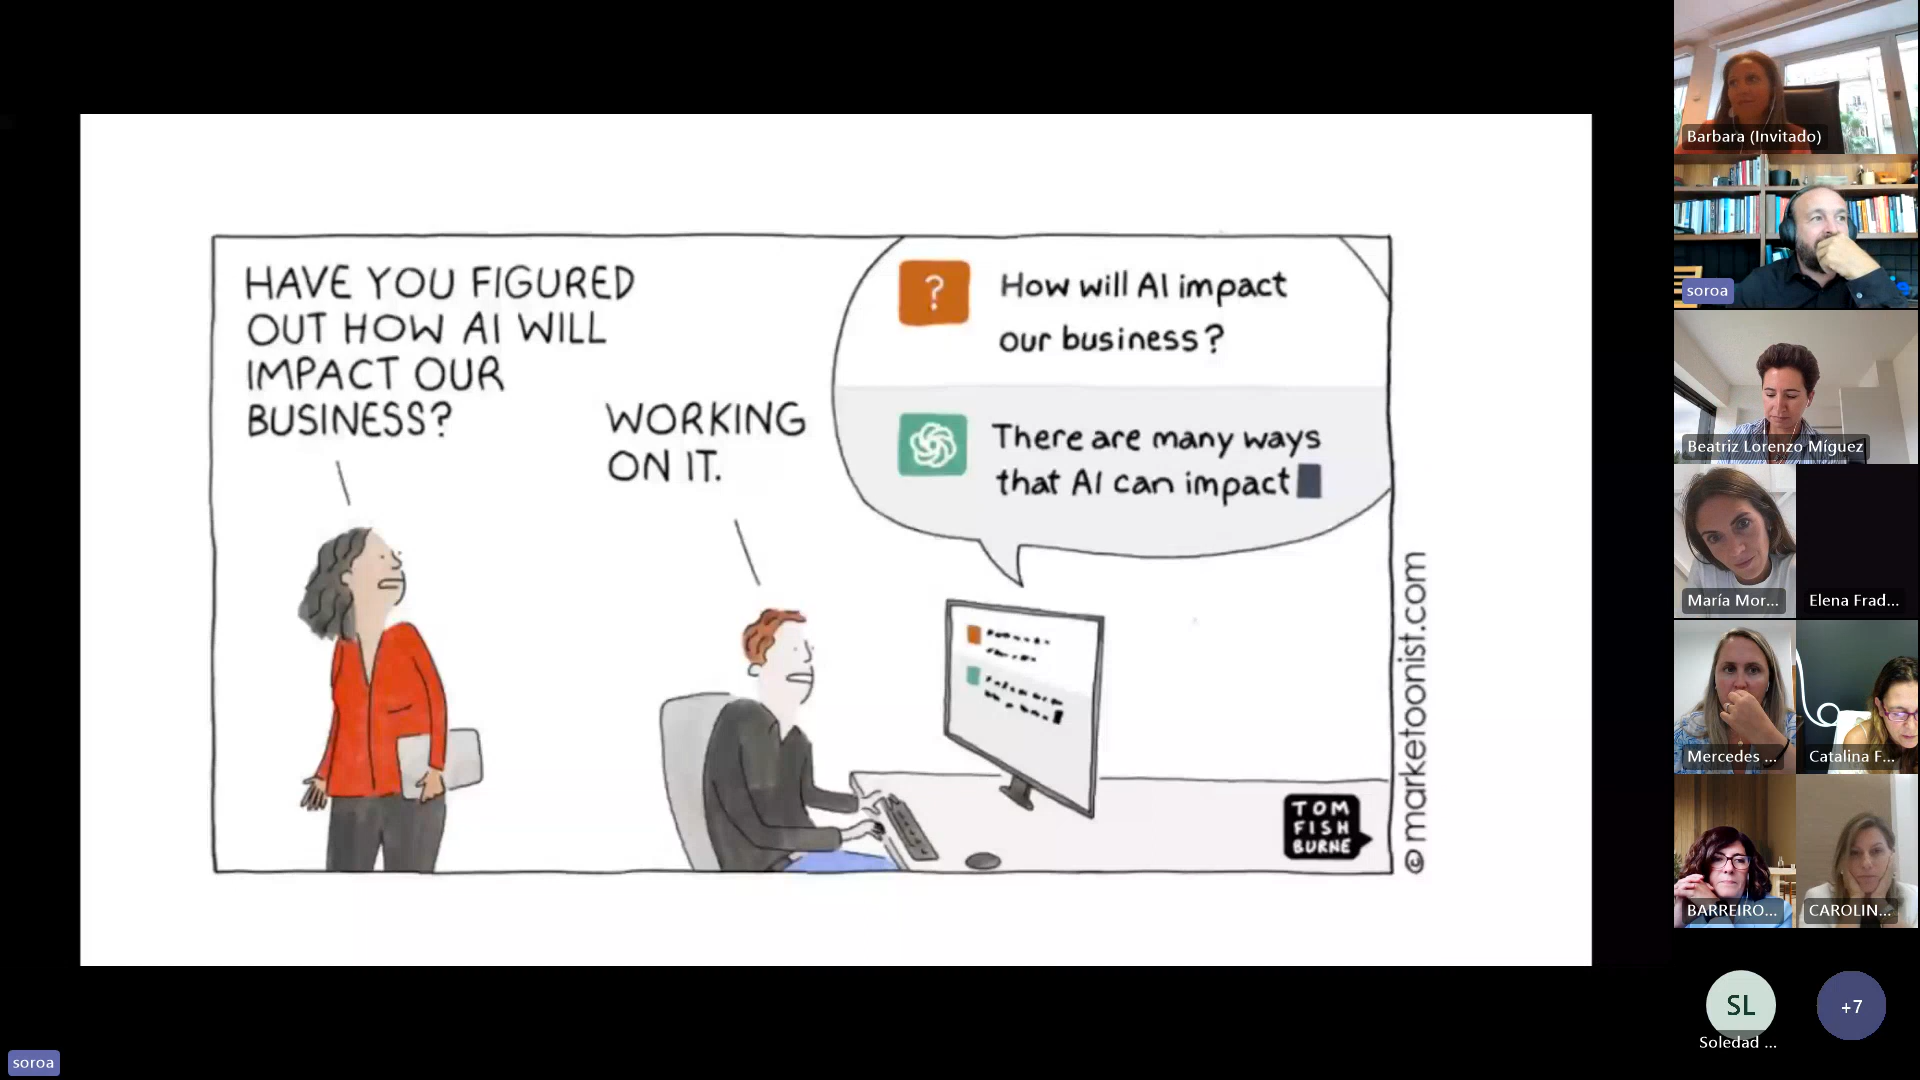 HAVE YOU FIGURED
OUT HOW AI WILL
IMPACT OUR
BUSINESS?
WORKING
ON IT.
?
How will AI impact
our business?
There are many ways
that AI can impact
TOM
FISH
BURNE
@marketoonist.com
Barbara (Invitado)
soroa
Beatriz Lorenzo Míguez
María Mor...
Elena Frad...
Mercedes ...
Catalina F...
BARREIRO...
CAROLIN...
SL
Soledad ...
+7
soroa